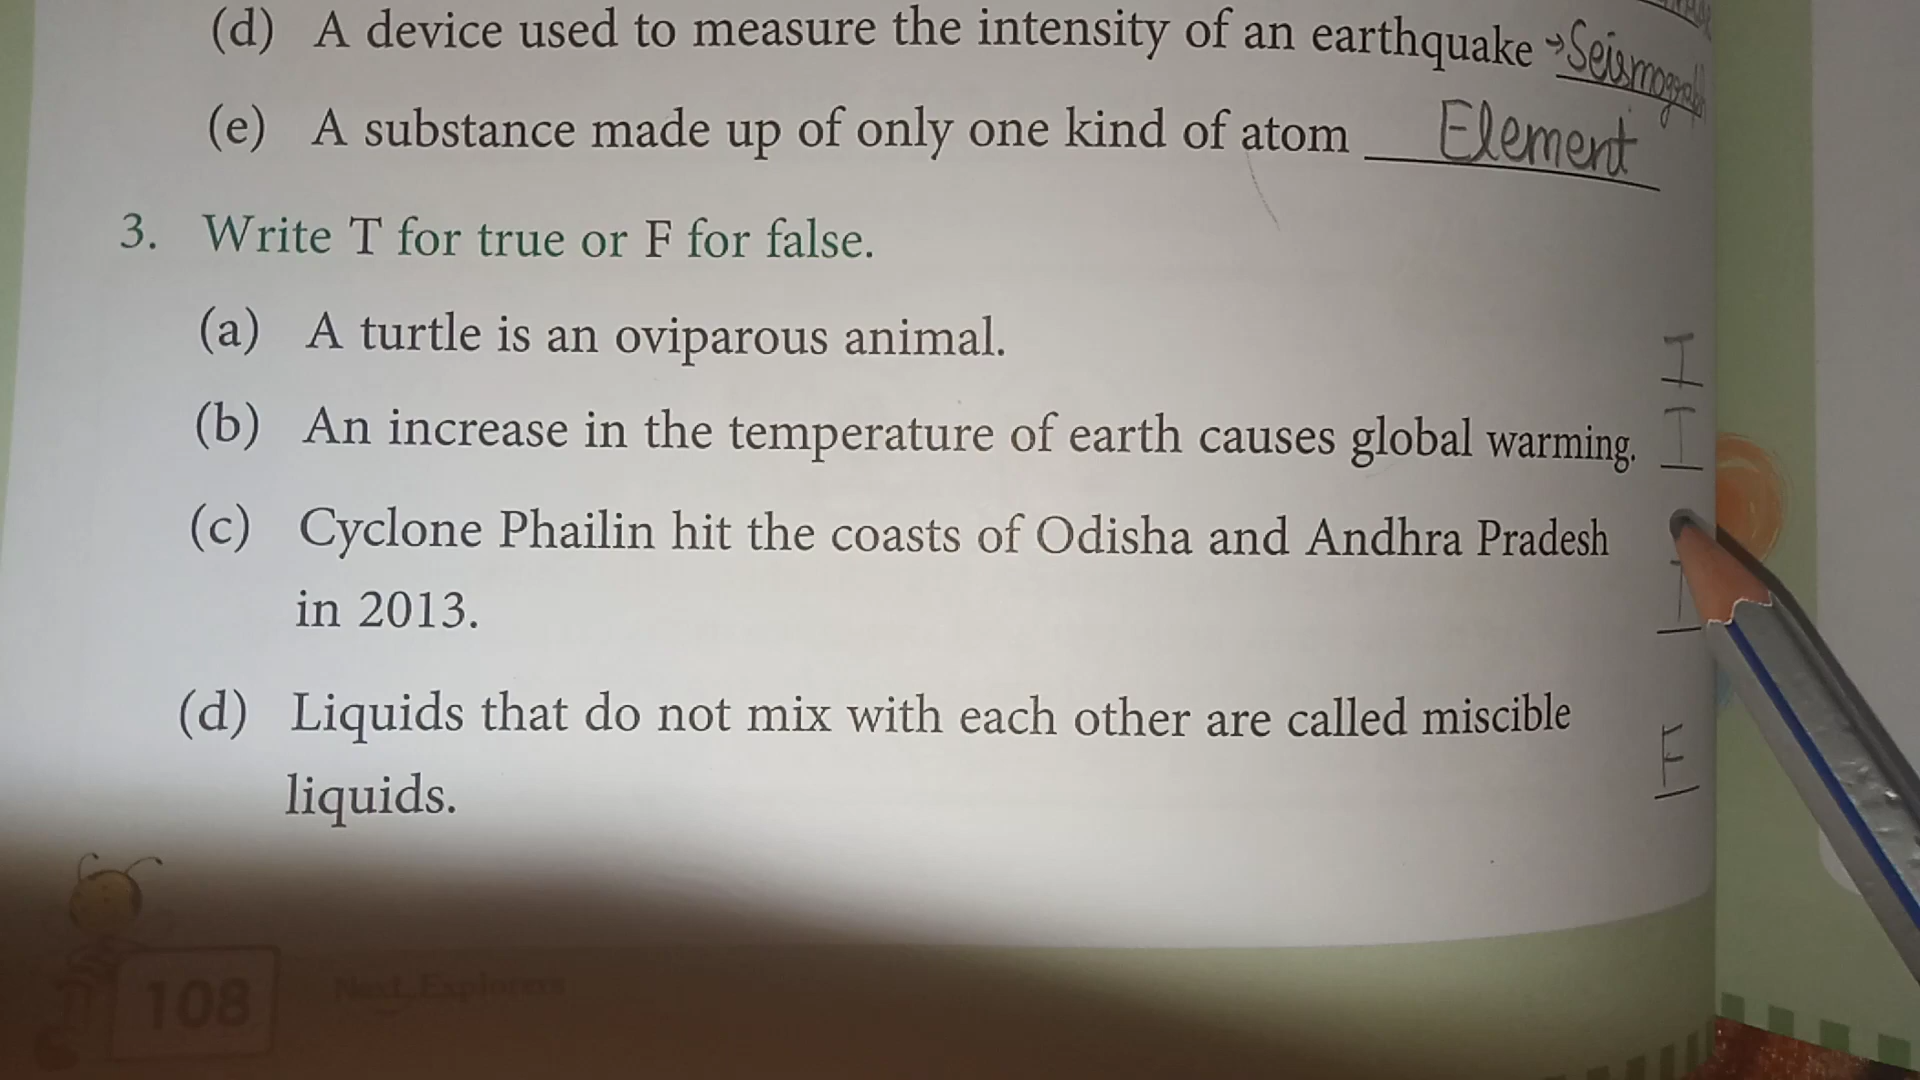 (d) A device used to measure the intensity of an earthquake → Seismograph
(e) A substance made up of only one kind of atom Element
3. Write T for true or F for false.
(a) A turtle is an oviparous animal. T
(b) An increase in the temperature of earth causes global warming. T
(c) Cyclone Phailin hit the coasts of Odisha and Andhra Pradesh
in 2013. T
(d) Liquids that do not mix with each other are called miscible
liquids. F
108 Next Explorers